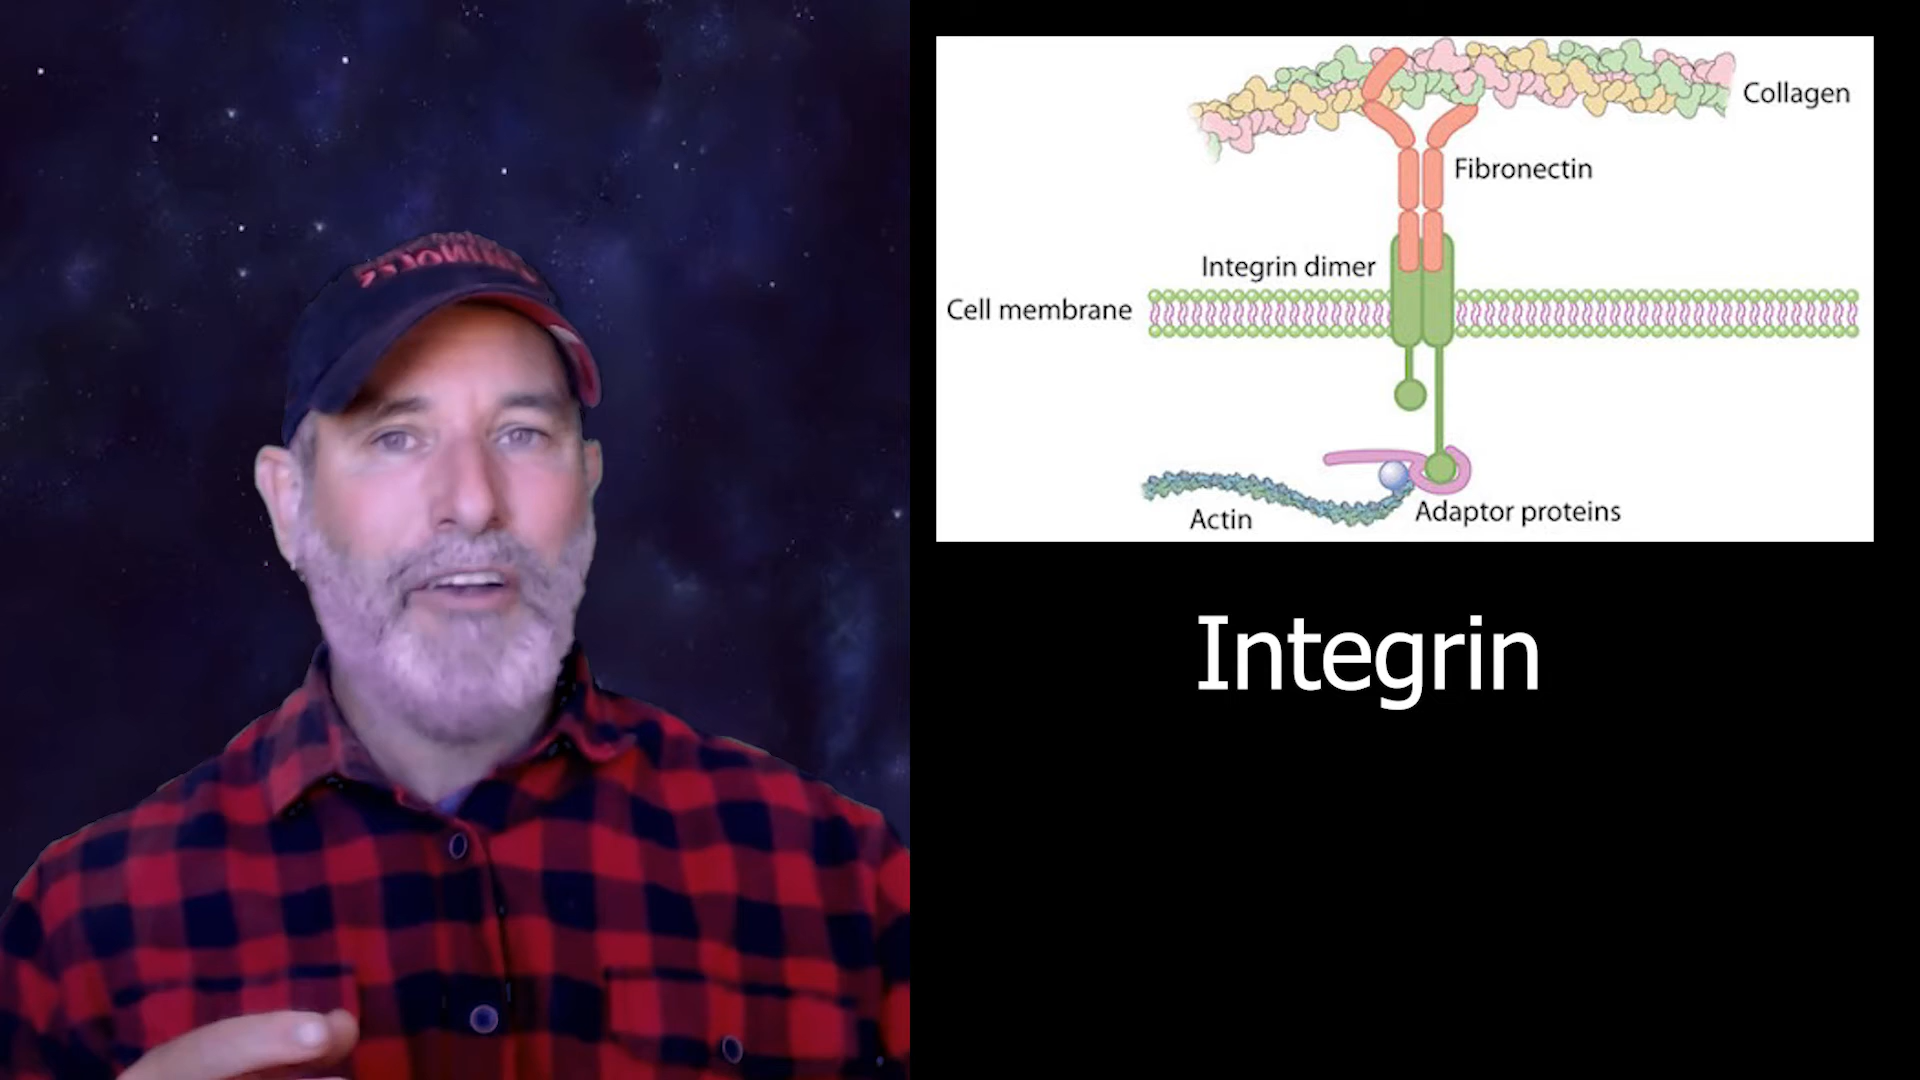 Collagen
Fibronectin
Integrin dimer
Cell membrane
Adaptor proteins
Actin
Integrin